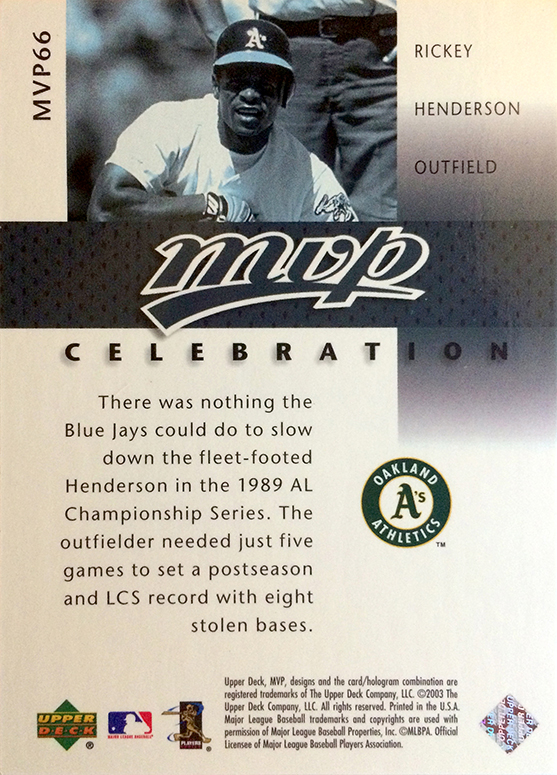 MVP66
RICKEY
HENDERSON
OUTFIELD
A's
mvp
CELEBRATION
There was nothing the
Blue Jays could do to slow
down the fleet-footed
Henderson in the 1989 AL
Championship Series. The
outfielder needed just five
games to set a postseason
and LCS record with eight
stolen bases.
OAKLAND
A's
ATHLETICS
TM
Upper Deck, MVP, designs and the card/hologram combination are
registered trademarks of The Upper Deck Company, LLC. ©2003 The
Upper Deck Company, LLC. All rights reserved. Printed in the U.S.A.
Major League Baseball trademarks and copyrights are used with
permission of Major League Baseball Properties, Inc. ©MLBPA. Official
Licensee of Major League Baseball Players Association.
UPPER
DECK
®
MAJOR LEAGUE BASEBALL
PLAYERS